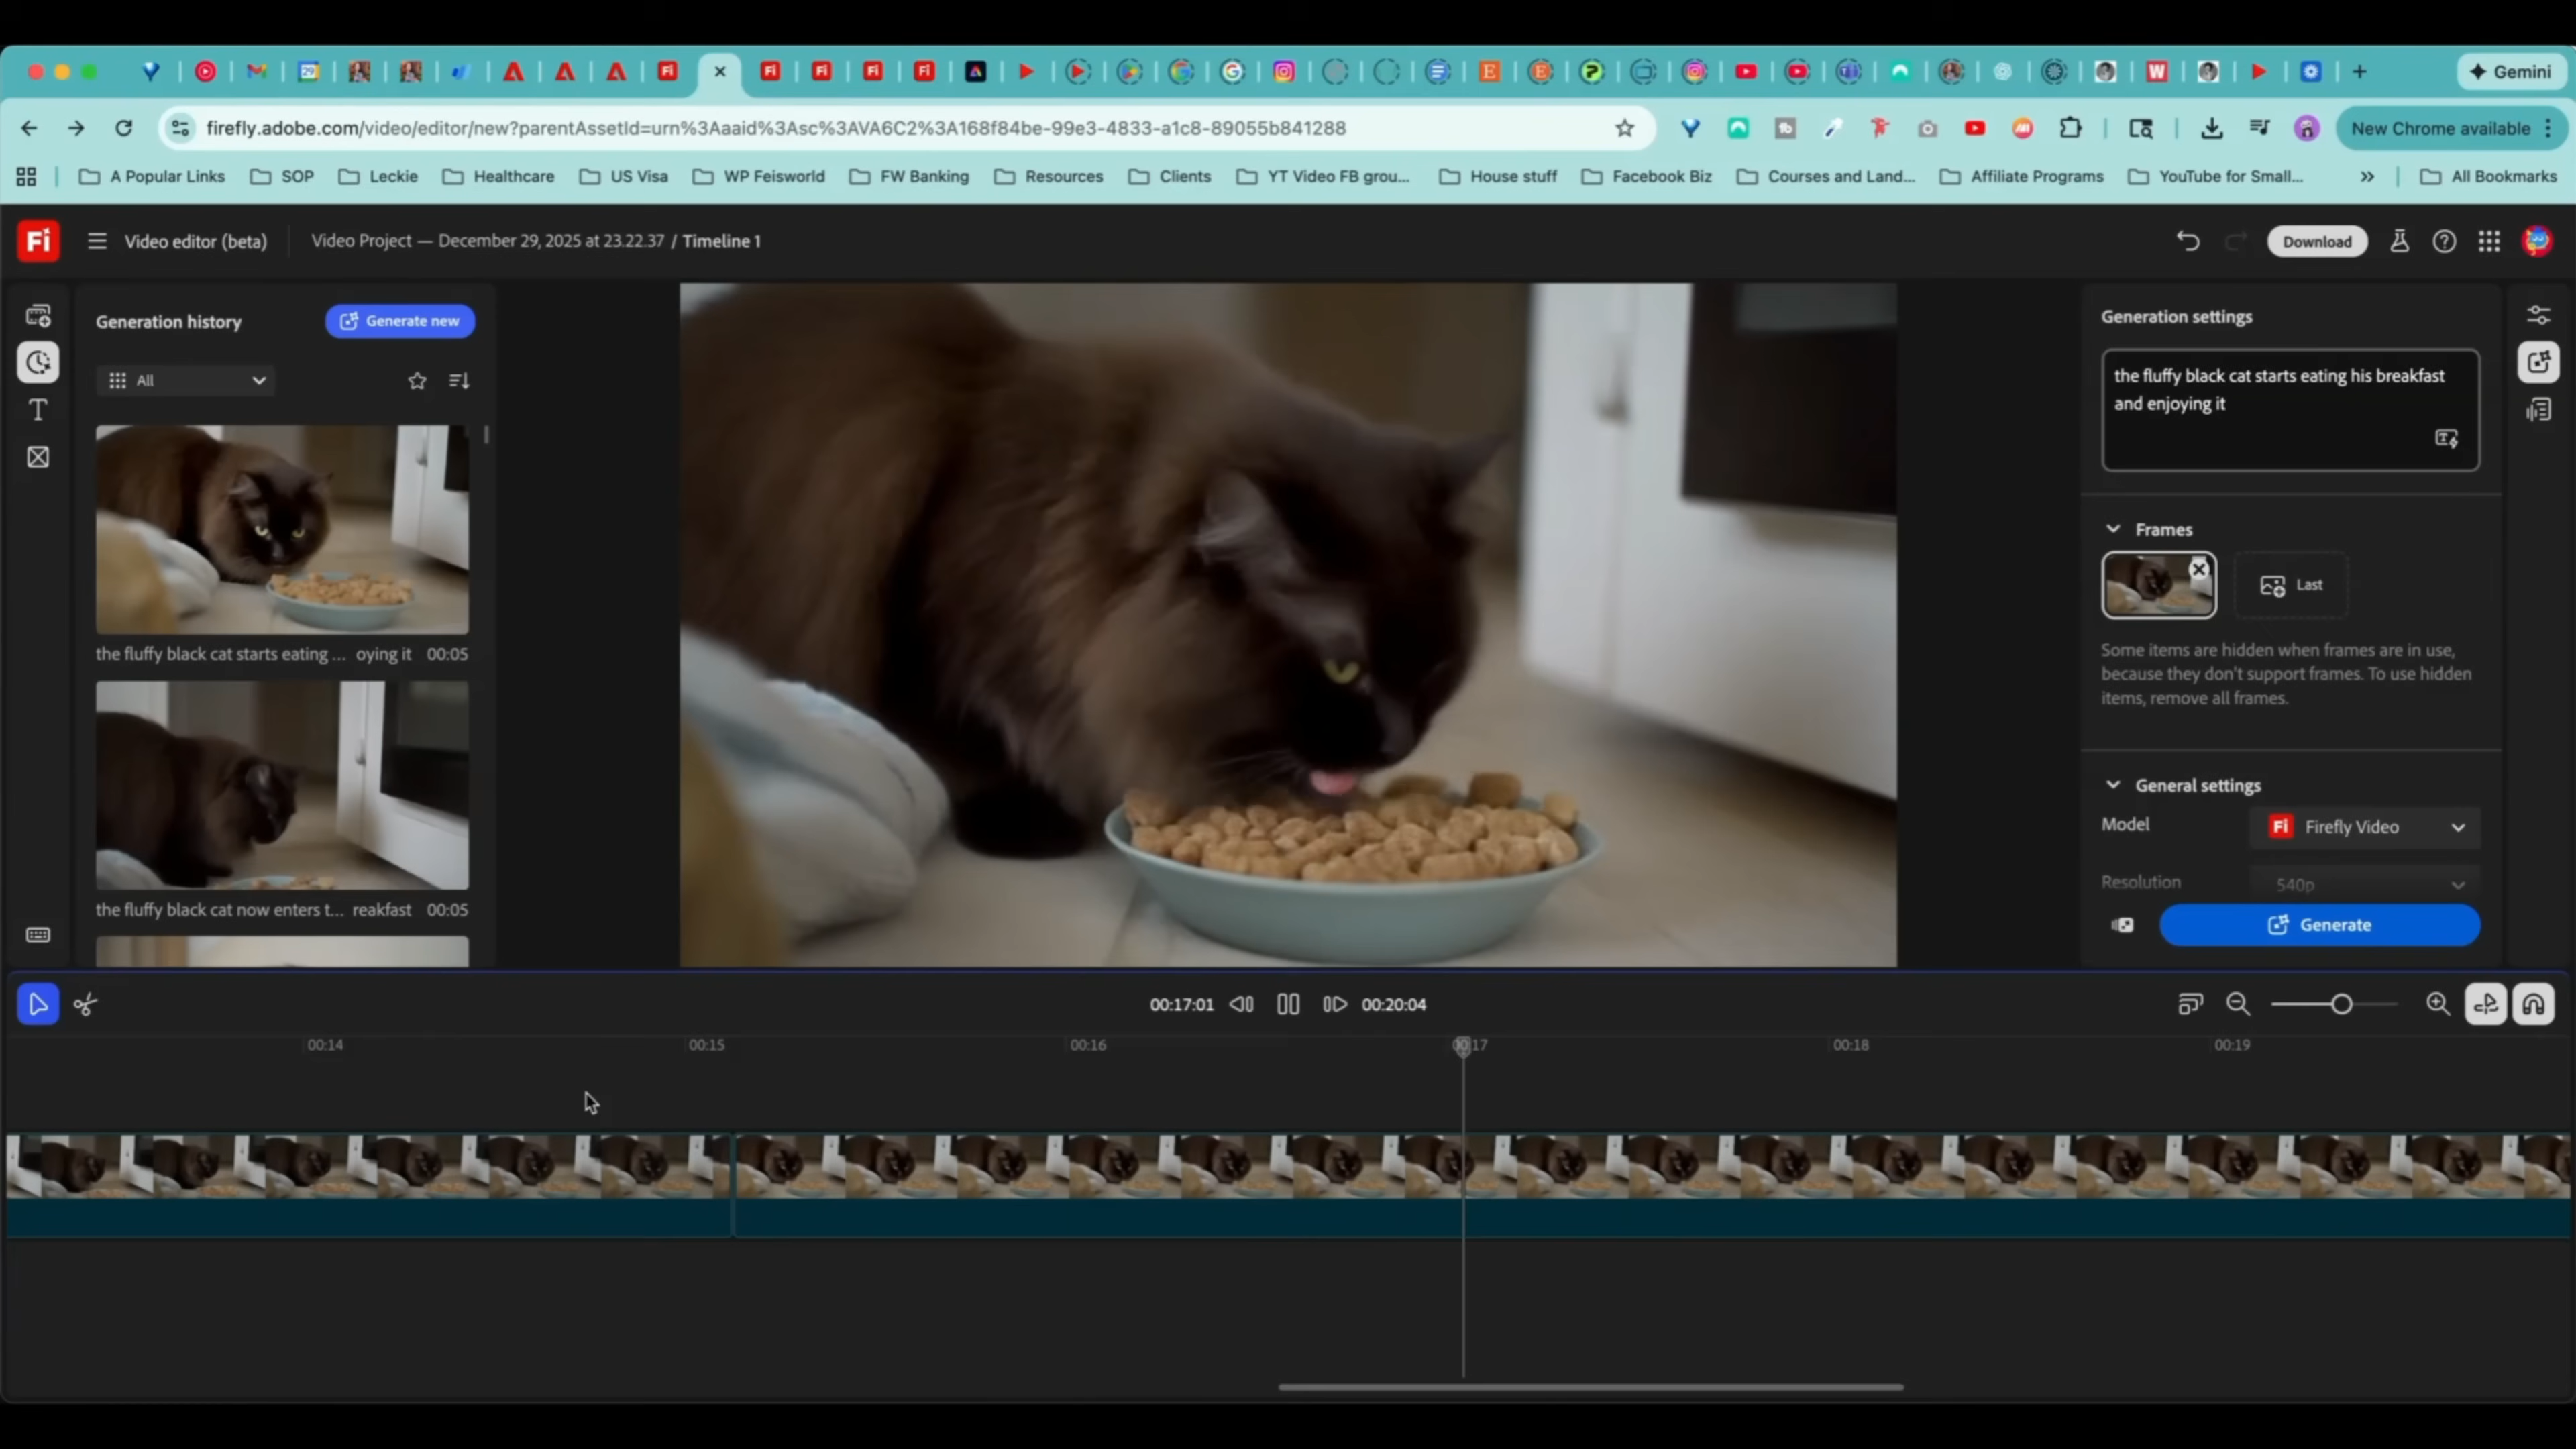 Gemini
firefly.adobe.com/video/editor/new?parentAssetId=urn%3Aaaid%3Asc%3AVA6C2%3A168f84be-99e3-4833-a1c8-89055b841288
New Chrome available
A Popular Links
SOP
Leckie
Healthcare
US Visa
WP Feisworld
FW Banking
Resources
Clients
YT Video FB grou...
House stuff
Facebook Biz
Courses and Land...
Affiliate Programs
YouTube for Small...
All Bookmarks
Fi
Video editor (beta)
Video Project — December 29, 2025 at 23.22.37 / Timeline 1
Download
Generation history
Generate new
All
the fluffy black cat starts eating ... oying it 00:05
the fluffy black cat now enters t... reakfast 00:05
Generation settings
the fluffy black cat starts eating his breakfast
and enjoying it
Frames
Last
Some items are hidden when frames are in use,
because they don't support frames. To use hidden
items, remove all frames.
General settings
Model
Fi Firefly Video
Resolution
540p
Generate
00:17:01
00:20:04
00:14
00:15
00:16
00:17
00:18
00:19